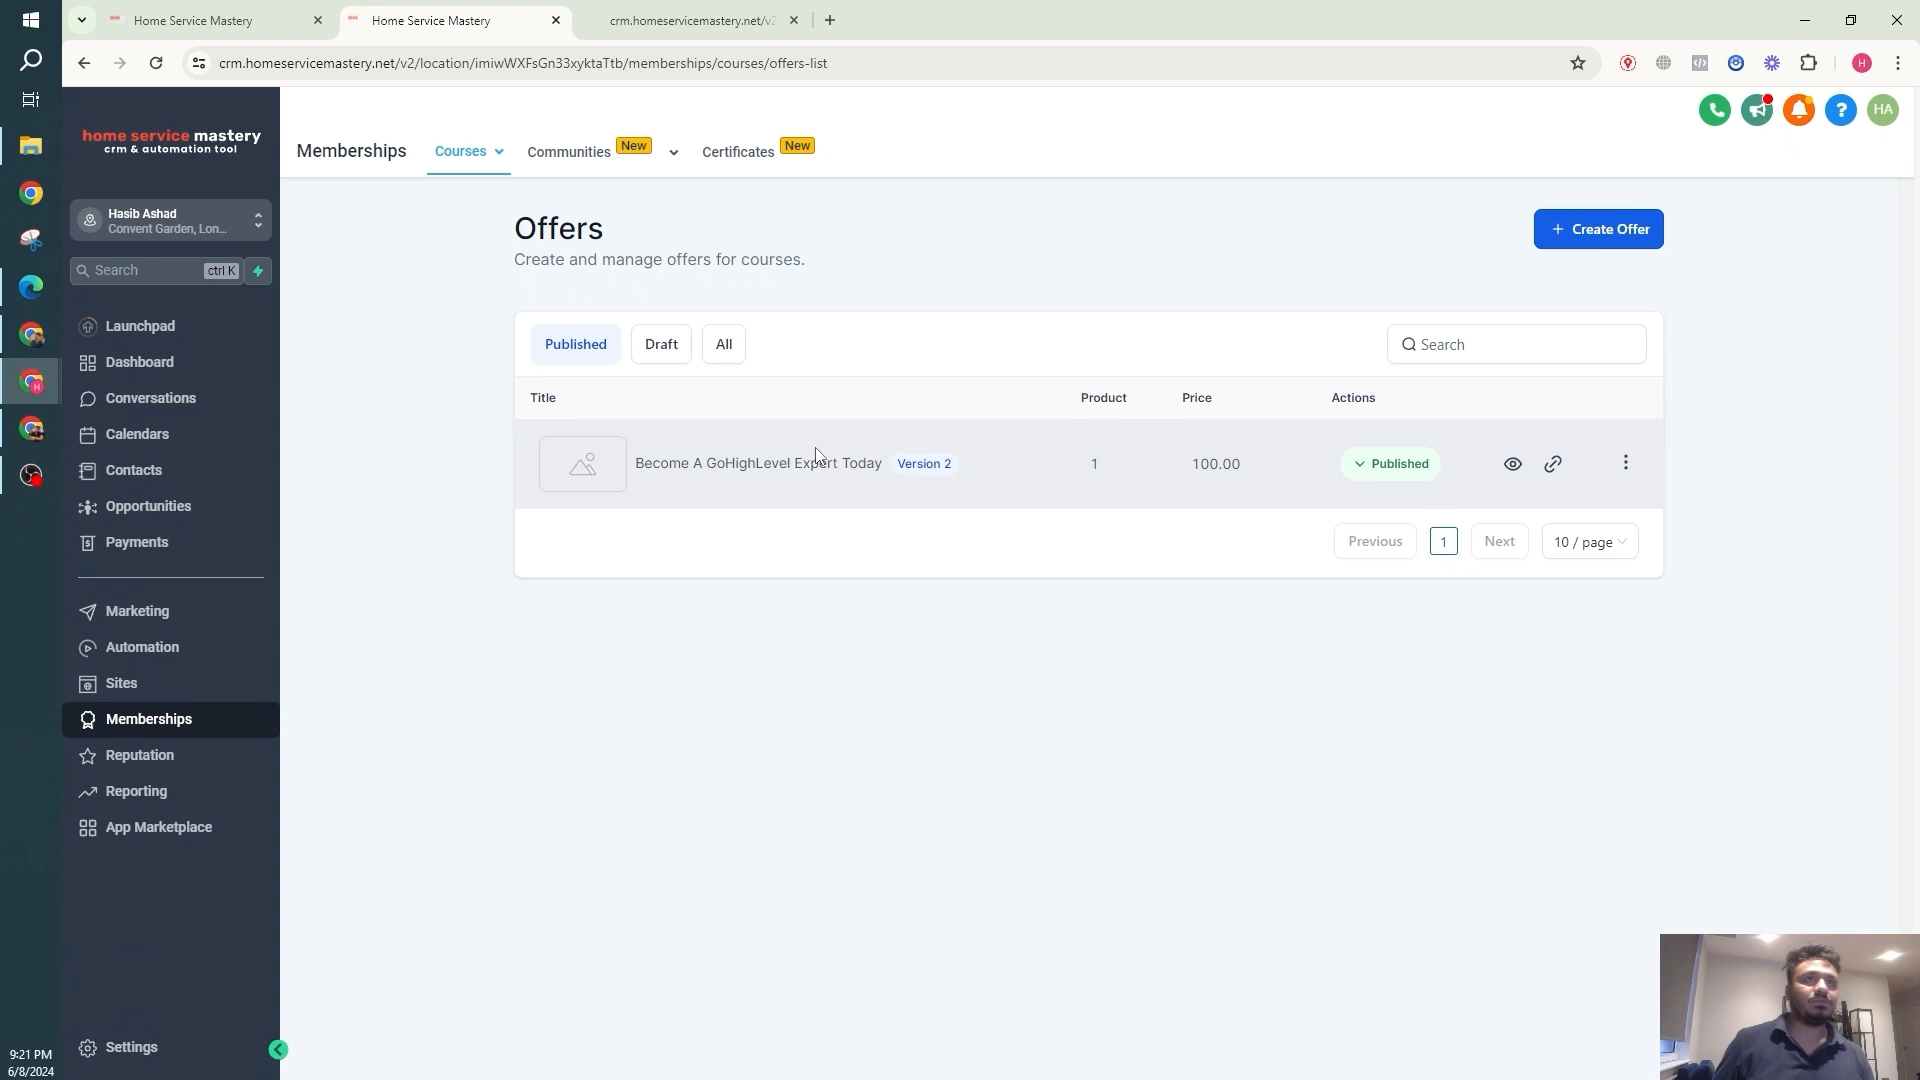 Home Service Mastery
Home Service Mastery
crm.homeservicemastery.net/v2
crm.homeservicemastery.net/v2/location/imiwWXFsGn33xyktaTtb/memberships/courses/offers-list
H
home service mastery
crm & automation tool
Hasib Ashad
Convent Garden, Lon...
Search
ctrl K
Launchpad
Dashboard
Conversations
Calendars
Contacts
Opportunities
Payments
Marketing
Automation
Sites
Memberships
Reputation
Reporting
App Marketplace
Settings
9:21 PM
6/8/2024
Memberships
Courses
Communities New
Certificates New
?
HA
Offers
Create and manage offers for courses.
+ Create Offer
Published
Draft
All
Search
Title Product Price Actions
Become A GoHighLevel Expert Today Version 2 1 100.00 Published
Previous 1 Next 10 / page